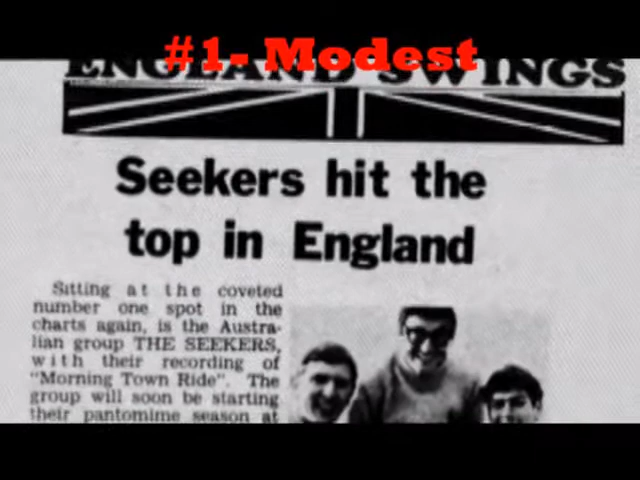 #1- Modest
ENGLAND SWINGS
Seekers hit the
top in England
Sitting at the coveted
number one spot in the
charts again, is the Austra-
lian group THE SEEKERS,
with their recording of
"Morning Town Ride". The
group will soon be starting
their pantomime season at